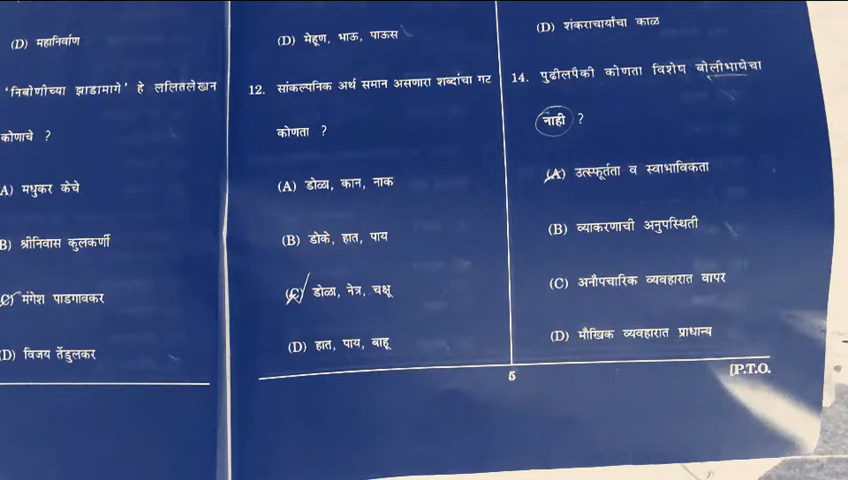 (D) महानिर्वाण
'निबोणीच्या झाडामागे' हे ललितलेखन
कोणाचे ?
A) मधुकर केचे
B) श्रीनिवास कुलकर्णी
C) मंगेश पाडगावकर
(D) विजय तेंडुलकर
(D) मेहूण, भाऊ, पाऊस
12. सांकल्पनिक अर्थ समान असणारा शब्दांचा गट
कोणता ?
(A) डोळा, कान, नाक
(B) डोके, हात, पाय
(C) डोळा, नेत्र, चक्षू
(D) हात, पाय, बाहू
(D) शंकराचार्यांचा काळ
14. पुढीलपैकी कोणता विशेष बोलीभाषेचा
नाही ?
(A) उत्स्फूर्तता व स्वाभाविकता
(B) व्याकरणाची अनुपस्थिती
(C) अनौपचारिक व्यवहारात वापर
(D) मौखिक व्यवहारात प्राधान्य
5
[P.T.O.